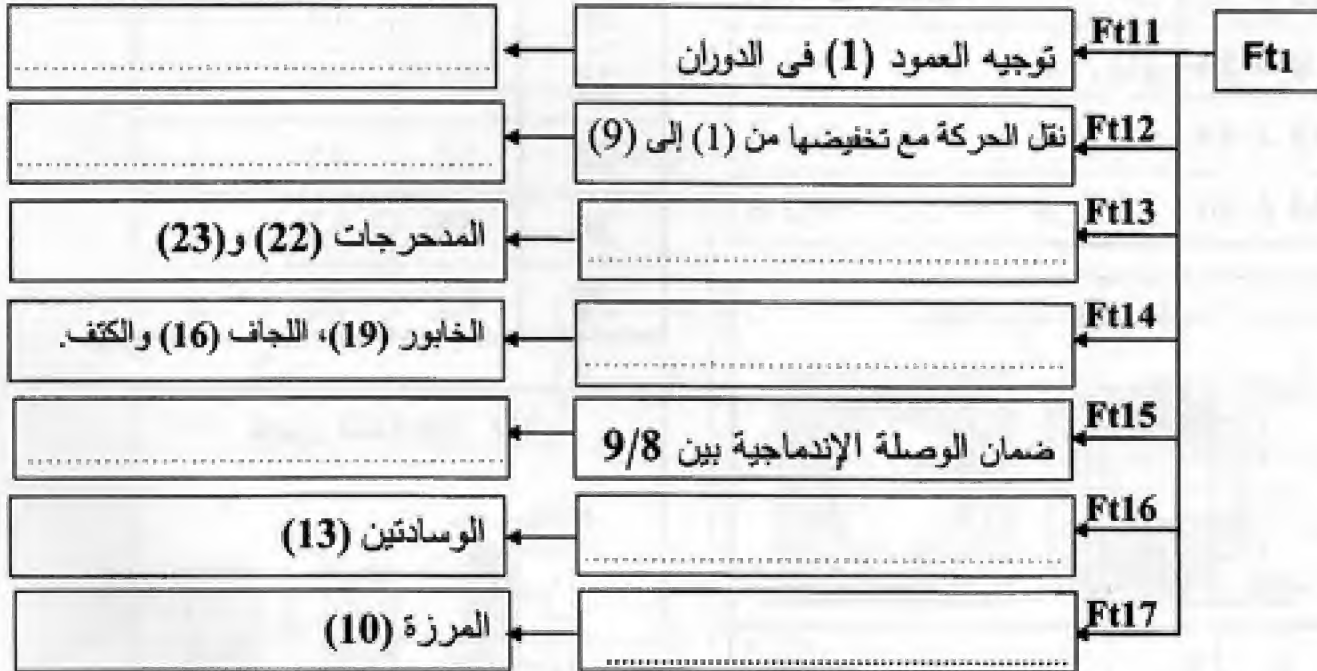 Ft1
Ft11
توجيه العمود (1) في الدوران
Ft12
نقل الحركة مع تخفيضها من (1) إلى (9)
Ft13
المدحرجات (22) و(23)
Ft14
الخابور (19)، اللجاف (16) والكتف.
Ft15
ضمان الوصلة الإندماجية بين 9/8
Ft16
الوسادتين (13)
Ft17
المرزة (10)